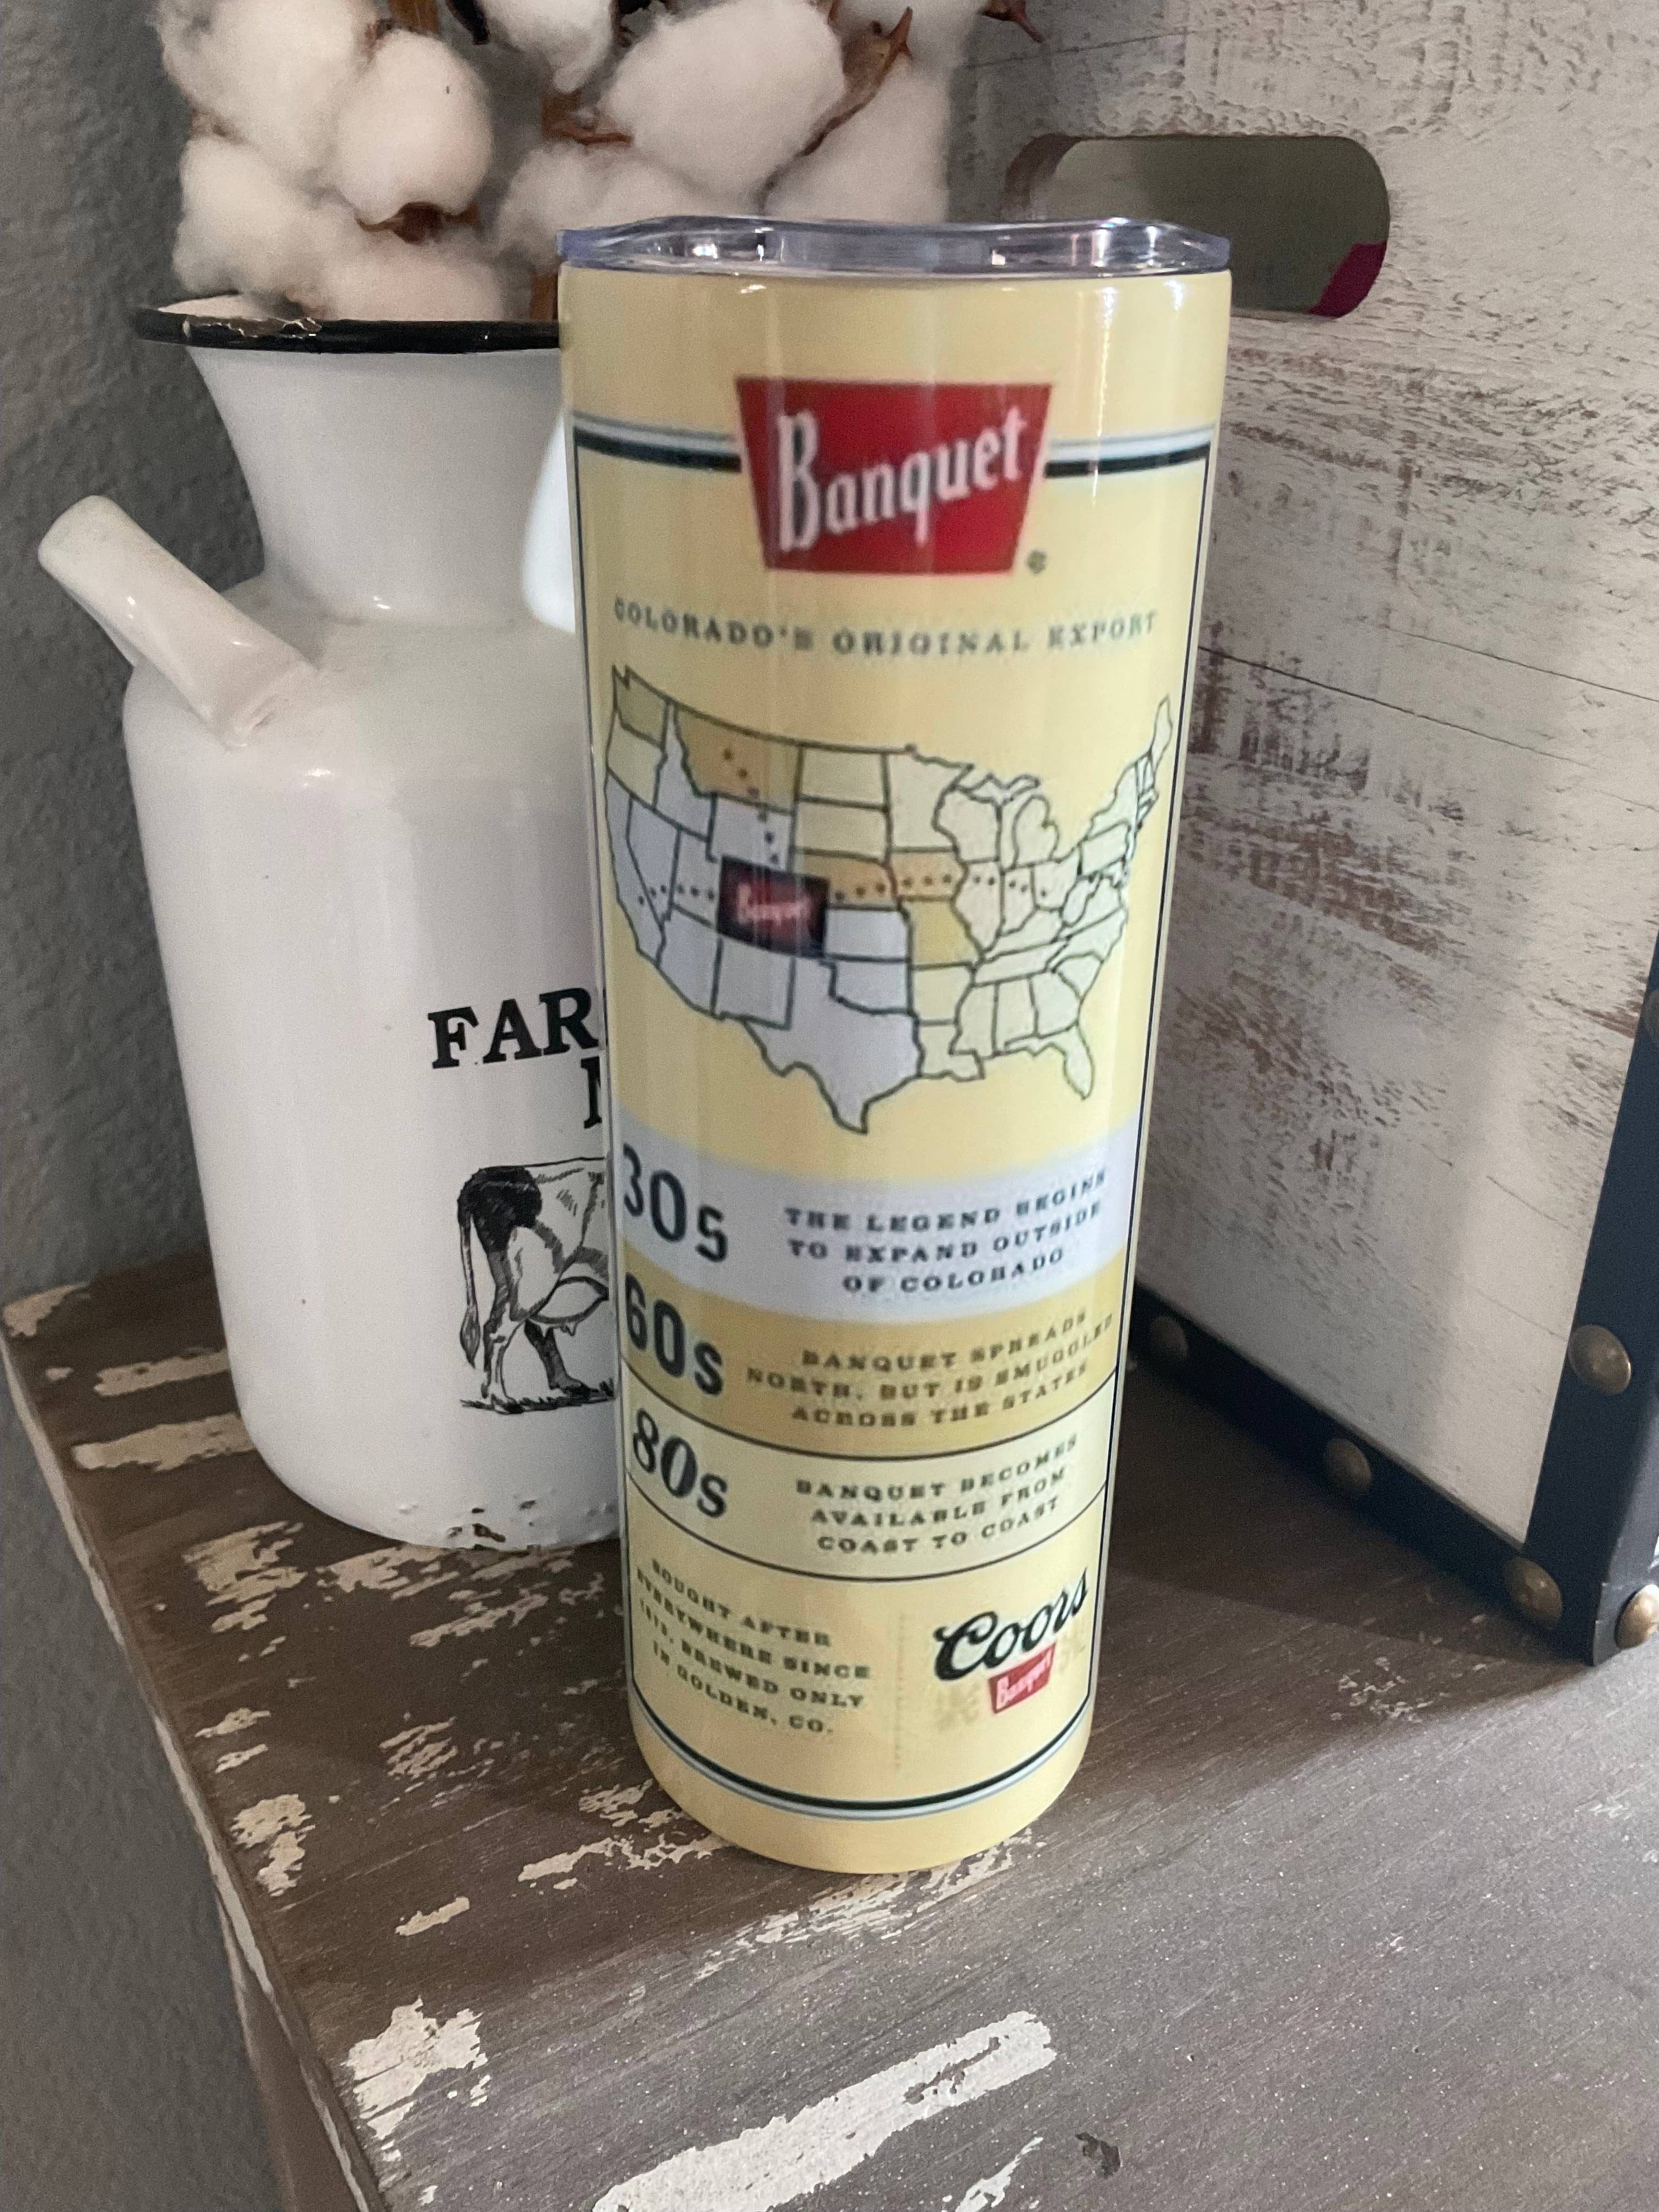 Banquet
COLORADO'S ORIGINAL EXPORT
Banquet
30s
THE LEGEND BEGINS
TO EXPAND OUTSIDE
OF COLORADO
60s
BANQUET SPREADS
NORTH, BUT IS SMUGGLED
ACROSS THE STATES
80s
BANQUET BECOMES
AVAILABLE FROM
COAST TO COAST
SOUGHT AFTER
EVERYWHERE SINCE
BREWED ONLY
IN GOLDEN, CO.
Coors
Banquet
FAR